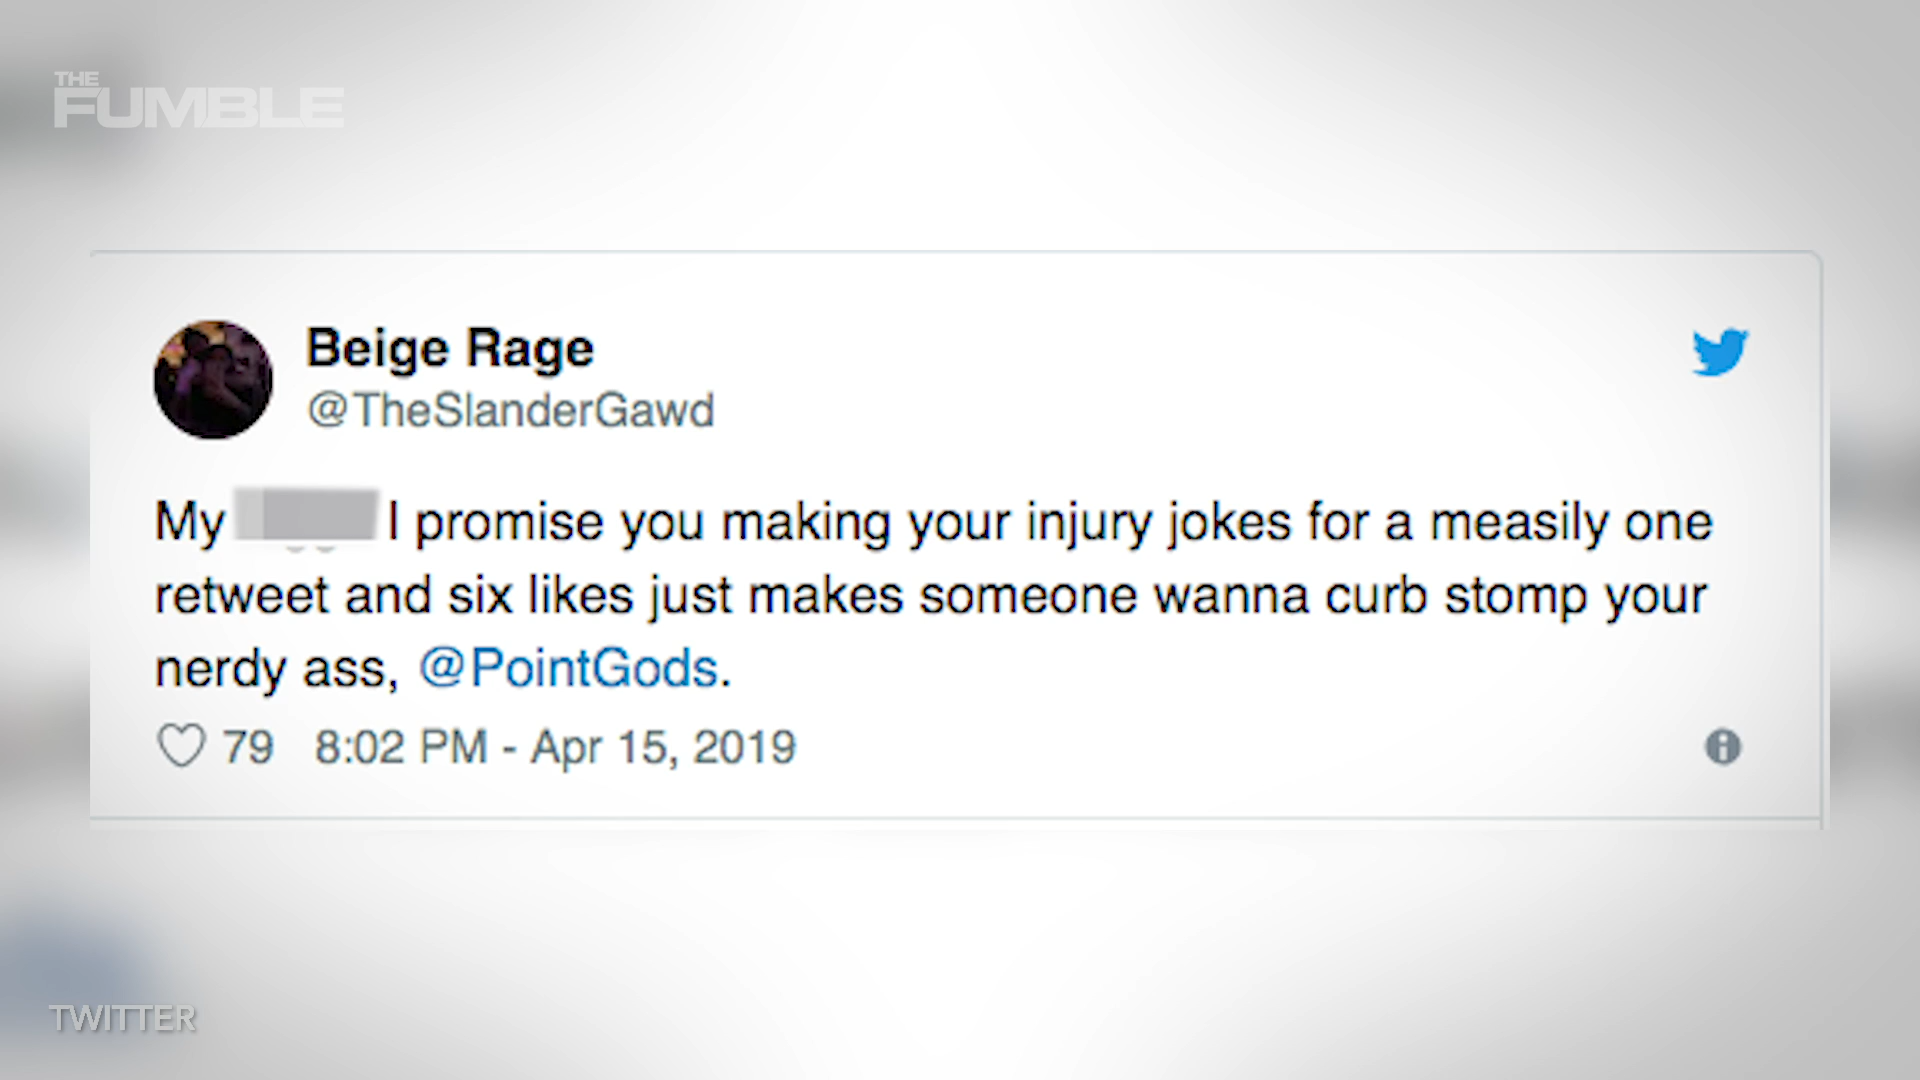 THE
FUMBLE
Beige Rage
@TheSlanderGawd
My I promise you making your injury jokes for a measily one
retweet and six likes just makes someone wanna curb stomp your
nerdy ass, @PointGods.
79 8:02 PM - Apr 15, 2019
TWITTER